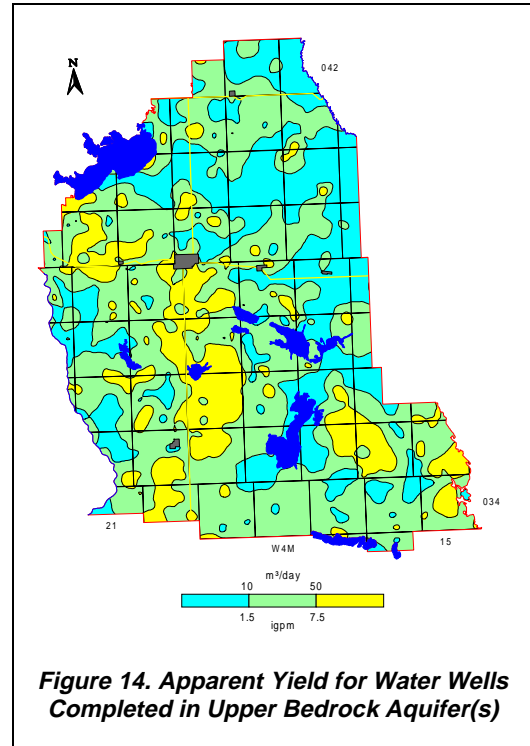 N
042
034
21
15
W4M
m³/day
10 50
1.5 7.5
igpm
Figure 14. Apparent Yield for Water Wells
Completed in Upper Bedrock Aquifer(s)